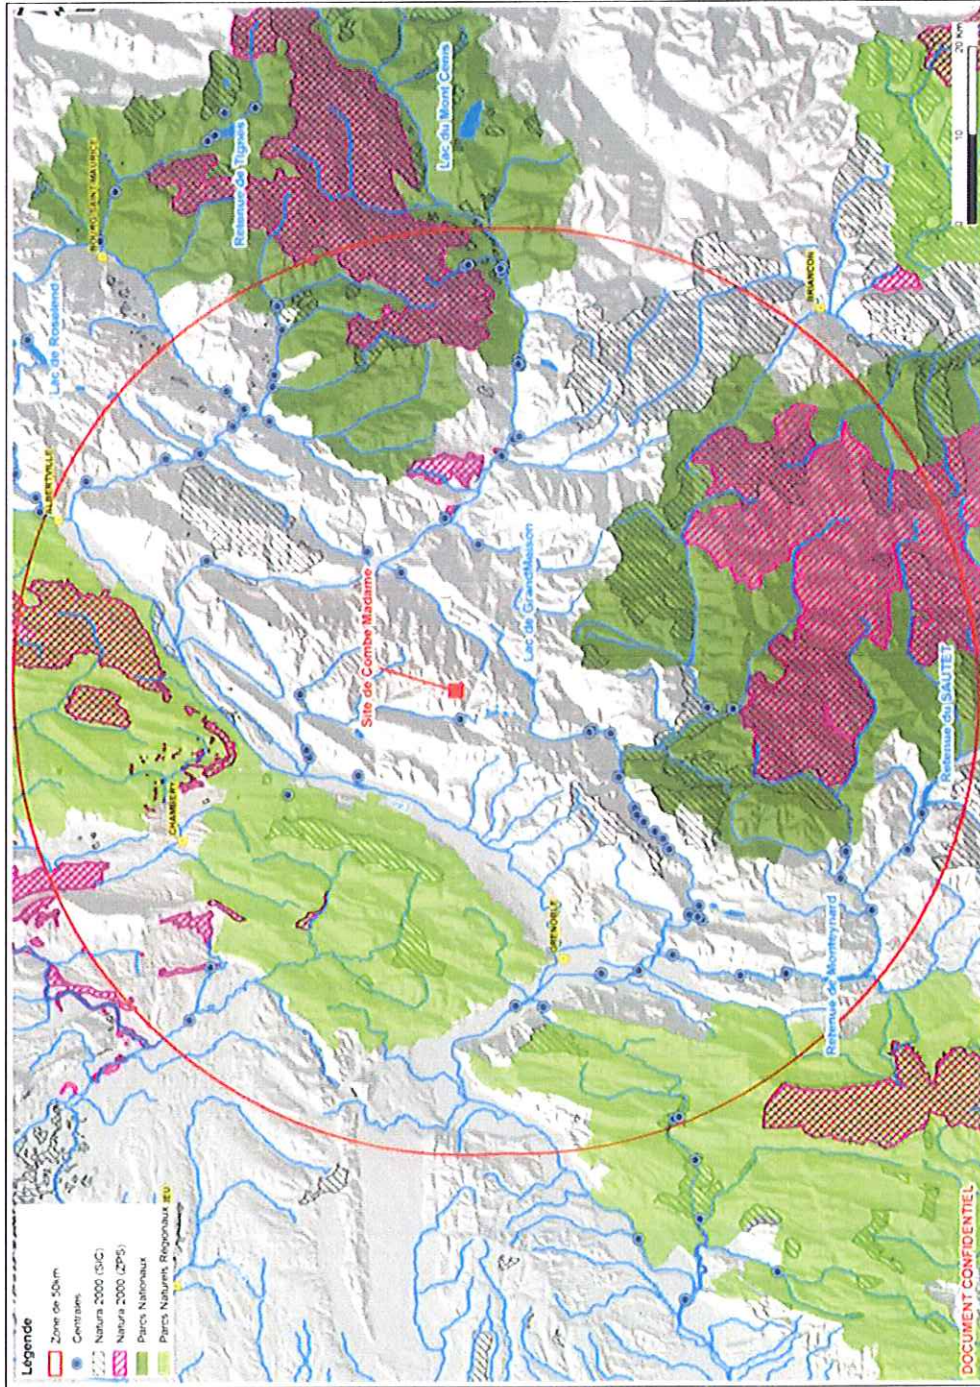 Légende
Zone de 50km
Centrales
Natura 2000 (SIC)
Natura 2000 (ZPS)
Parcs Nationaux
Parcs Naturels Régionaux
JEU
DOCUMENT CONFIDENTIEL
CHAMBERY
ALBERTVILLE
BOURG-SAINT-MAURICE
Lac de Roselend
Retenue de Tignes
Lac du Mont Cenis
Site de Combe Madame
Lac de GrandMaison
GRENOBLE
BRIANCON
Retenue de Monteynard
Retenue du SAUTET
0 10 20 Km